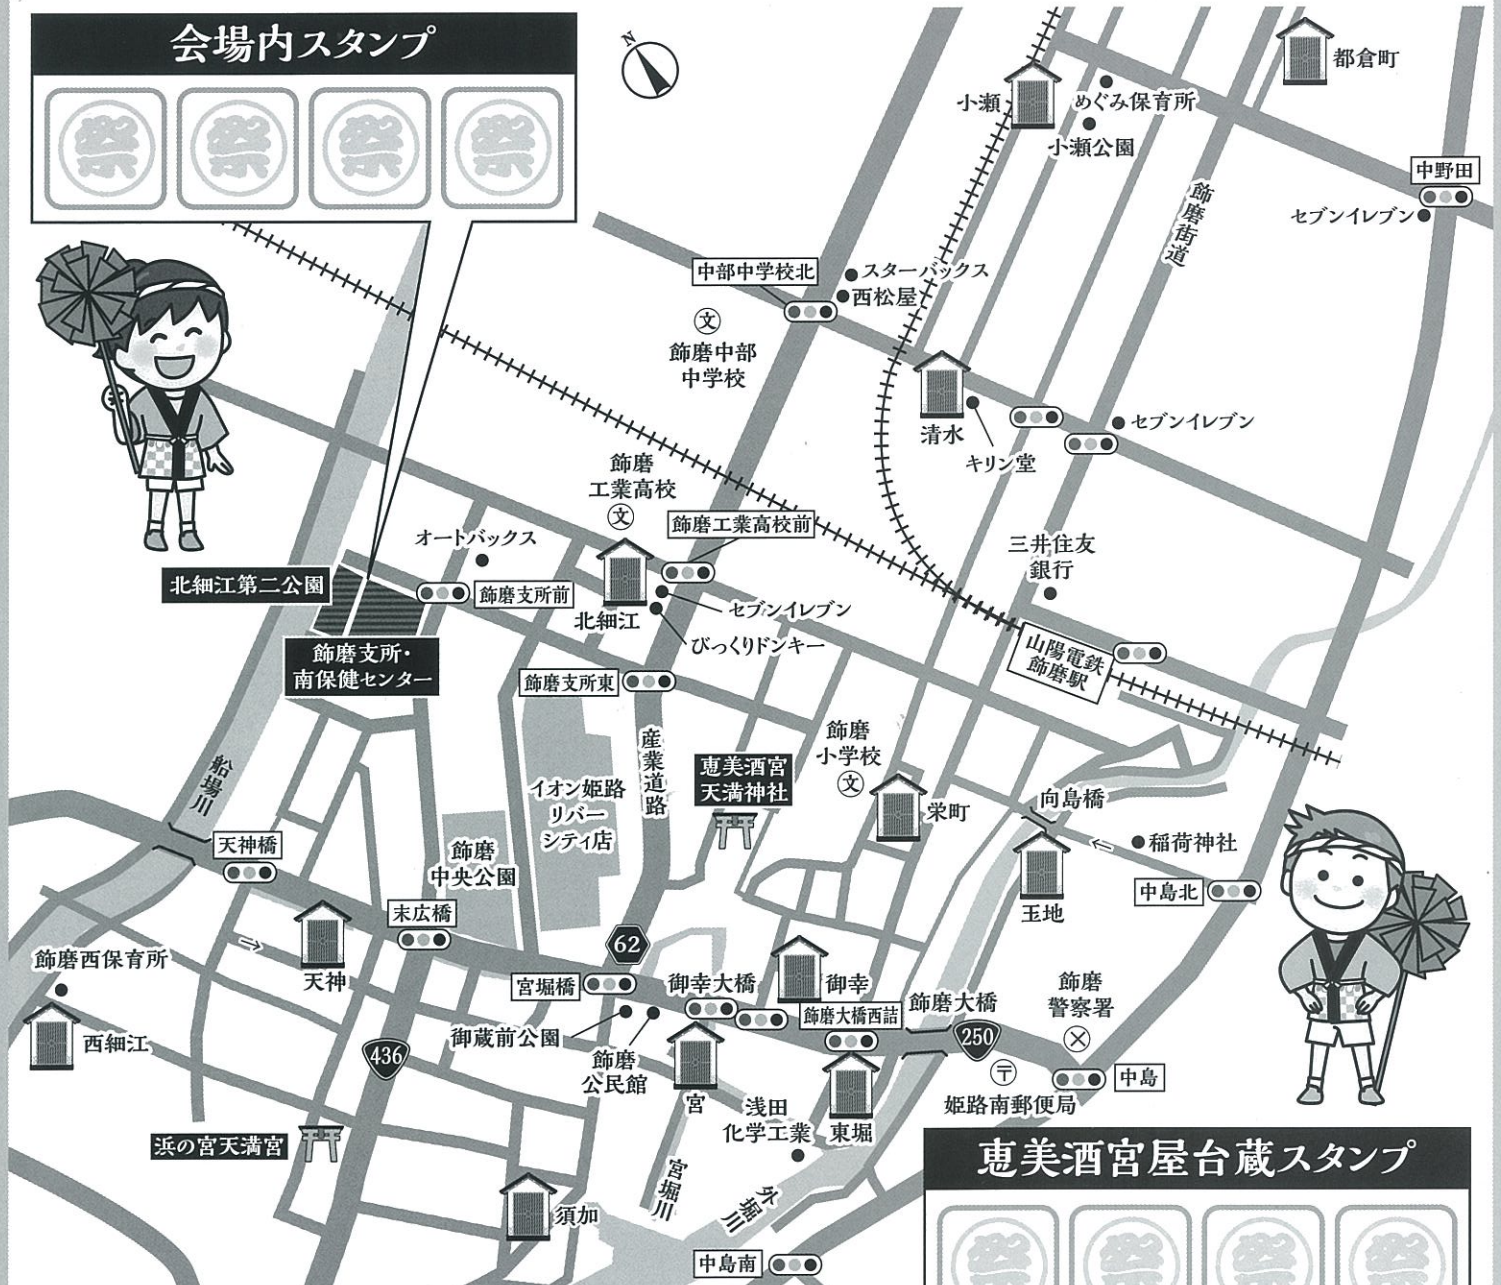 会場内スタンプ
祭 祭 祭 祭
N
都倉町
小瀬
めぐみ保育所
小瀬公園
中野田
セブンイレブン
飾磨街道
中部中学校北
スターバックス
西松屋
文
飾磨中部
中学校
清水
キリン堂
セブンイレブン
飾磨
工業高校
文
飾磨工業高校前
オートバックス
三井住友
銀行
北細江第二公園
飾磨支所前
北細江
セブンイレブン
びっくりドンキー
飾磨支所・
南保健センター
飾磨支所東
山陽電鉄
飾磨駅
船場川
産業道路
恵美酒宮
天満神社
飾磨
小学校
文
イオン姫路
リバー
シティ店
栄町
向島橋
稲荷神社
天神橋
飾磨
中央公園
玉地
中島北
末広橋
62
飾磨西保育所
天神
宮堀橋
御幸大橋
御幸
飾磨大橋西詰
飾磨大橋
飾磨
警察署
西細江
436
御蔵前公園
飾磨
公民館
宮
250
〒
中島
姫路南郵便局
浅田
化学工業
東堀
浜の宮天満宮
宮堀川
外堀川
須加
中島南
恵美酒宮屋台蔵スタンプ
祭 祭 祭 祭